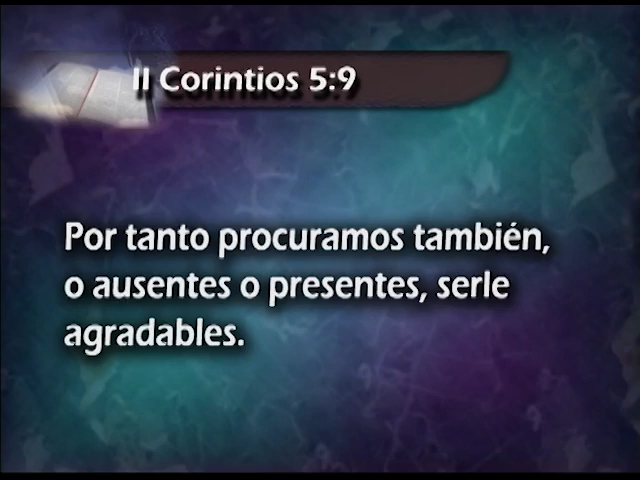 II Corintios 5:9
Por tanto procuramos también,
o ausentes o presentes, serle
agradables.